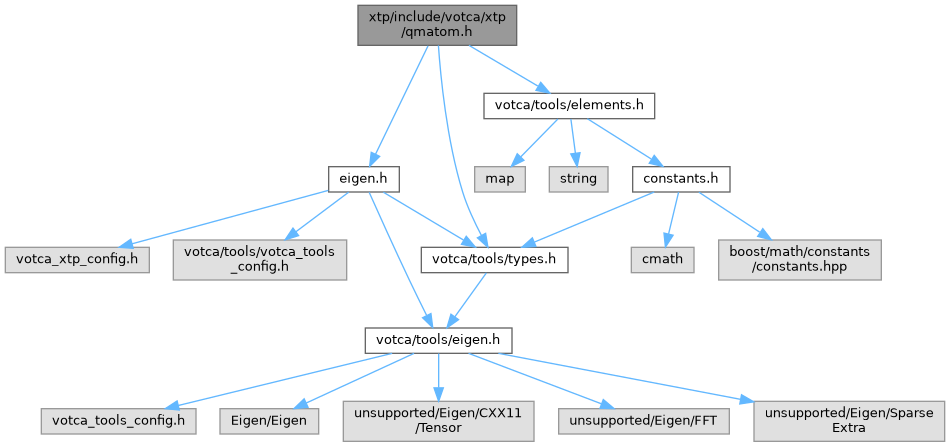 xtp/include/votca/xtp
/qmatom.h
votca/tools/elements.h
eigen.h
map
string
constants.h
votca_xtp_config.h
votca/tools/votca_tools
_config.h
votca/tools/types.h
cmath
boost/math/constants
/constants.hpp
votca/tools/eigen.h
votca_tools_config.h
Eigen/Eigen
unsupported/Eigen/CXX11
/Tensor
unsupported/Eigen/FFT
unsupported/Eigen/Sparse
Extra